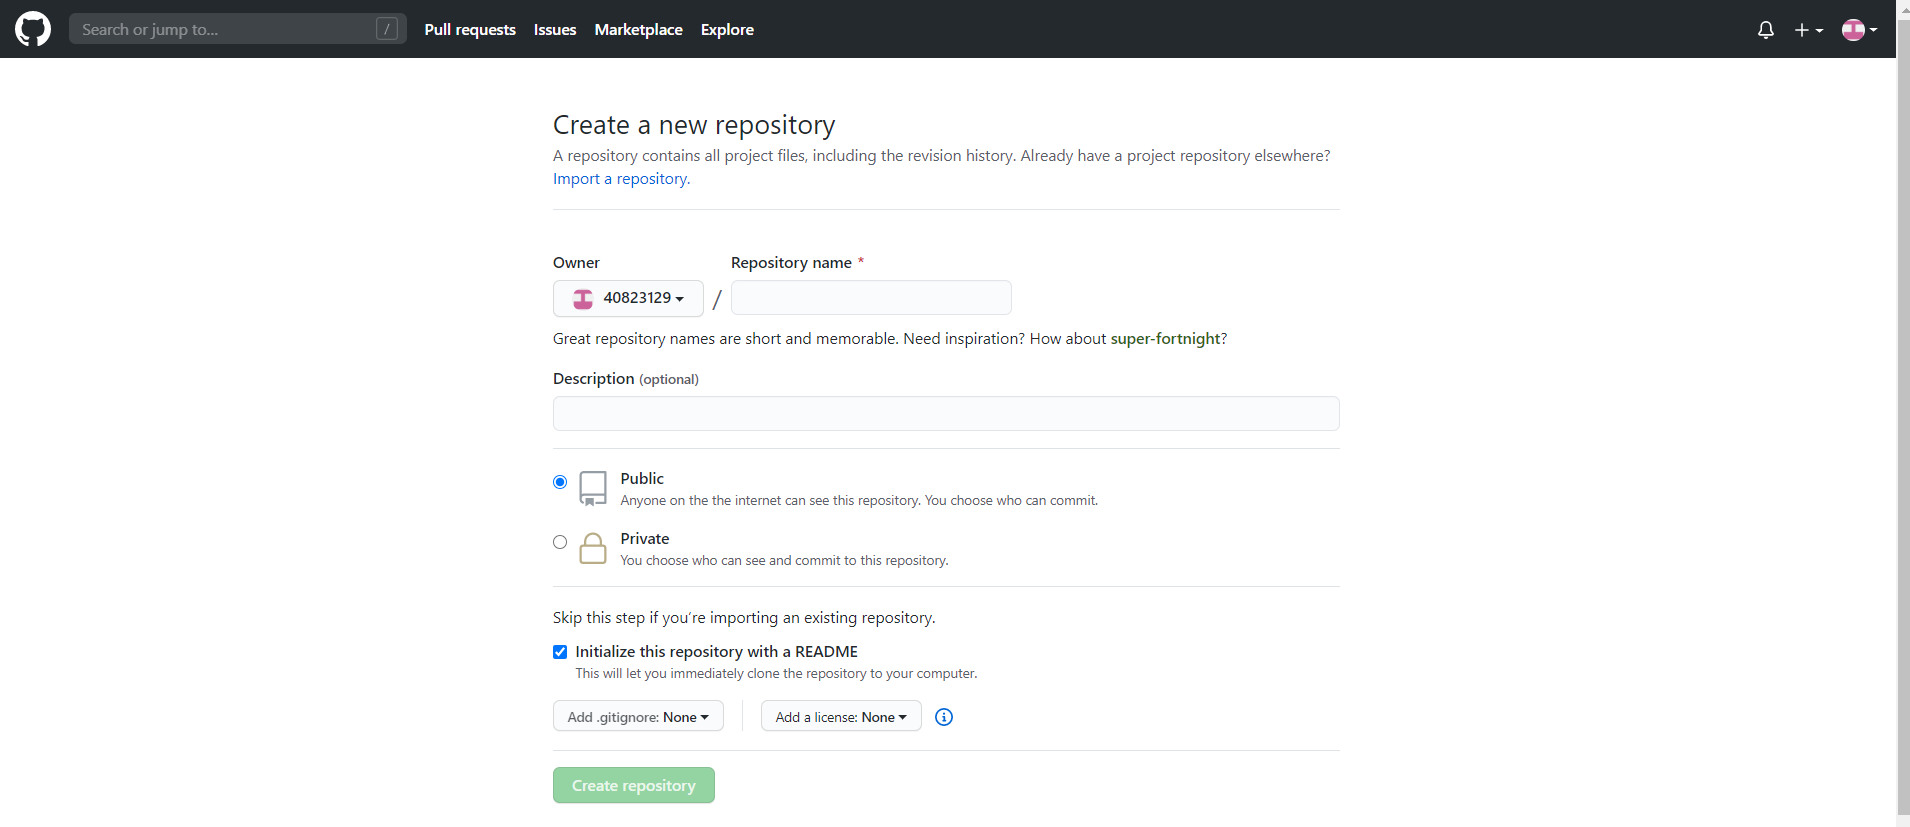 Search or jump to... / Pull requests Issues Marketplace Explore
Create a new repository
A repository contains all project files, including the revision history. Already have a project repository elsewhere?
Import a repository.
Owner Repository name *
40823129 /
Great repository names are short and memorable. Need inspiration? How about super-fortnight?
Description (optional)
Public
Anyone on the the internet can see this repository. You choose who can commit.
Private
You choose who can see and commit to this repository.
Skip this step if you’re importing an existing repository.
Initialize this repository with a README
This will let you immediately clone the repository to your computer.
Add .gitignore: None Add a license: None
Create repository